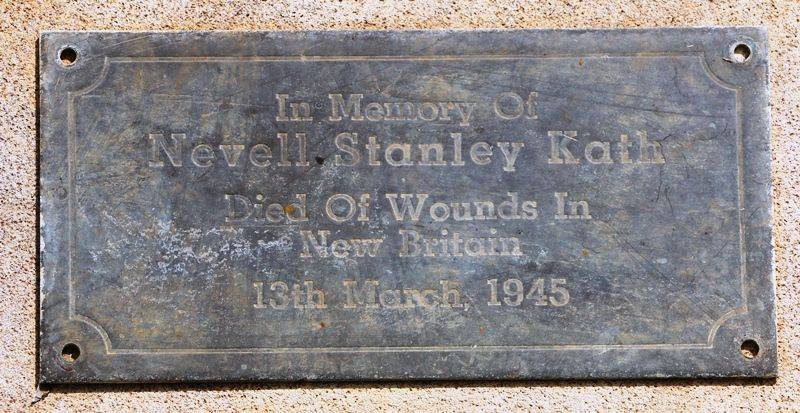 In Memory Of
Nevell Stanley Kath
Died Of Wounds In
New Britain
13th March, 1945